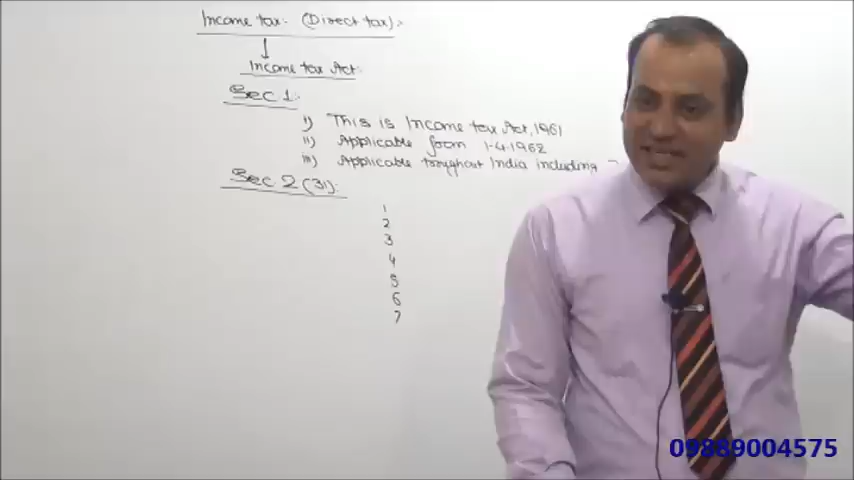 Income tax: (Direct tax):
Income tax Act:
Sec 1:
i) This is Income tax Act, 1961
ii) Applicable from 1-4-1962
iii) Applicable troughout India including
Sec 2 (31):
1
2
3
4
5
6
7
09889004575